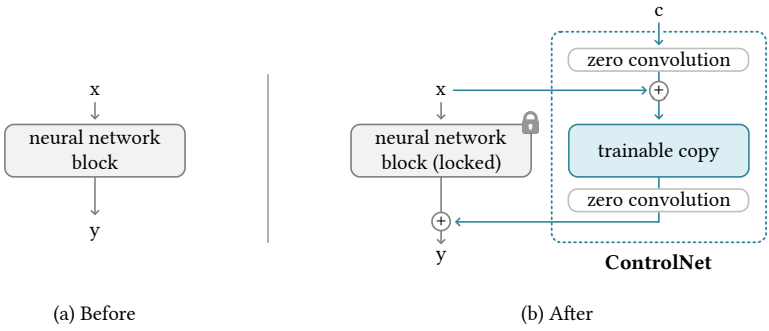 x
neural network
block
y
(a) Before
c
zero convolution
x
+
neural network
block (locked)
trainable copy
zero convolution
+
y
ControlNet
(b) After